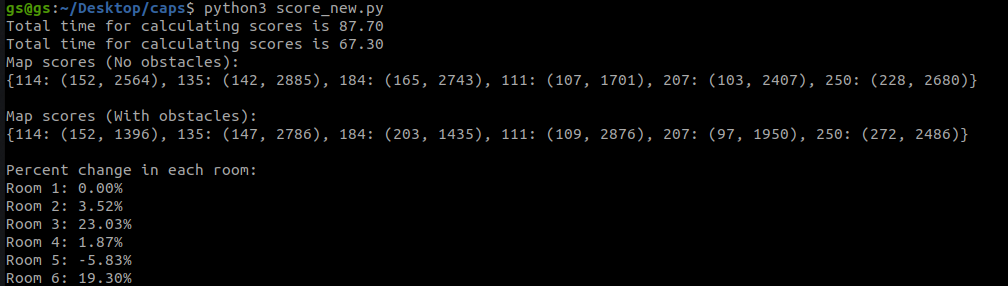 gs@gs:~/Desktop/caps$ python3 score_new.py
Total time for calculating scores is 87.70
Total time for calculating scores is 67.30
Map scores (No obstacles):
{114: (152, 2564), 135: (142, 2885), 184: (165, 2743), 111: (107, 1701), 207: (103, 2407), 250: (228, 2680)}
Map scores (With obstacles):
{114: (152, 1396), 135: (147, 2786), 184: (203, 1435), 111: (109, 2876), 207: (97, 1950), 250: (272, 2486)}
Percent change in each room:
Room 1: 0.00%
Room 2: 3.52%
Room 3: 23.03%
Room 4: 1.87%
Room 5: -5.83%
Room 6: 19.30%